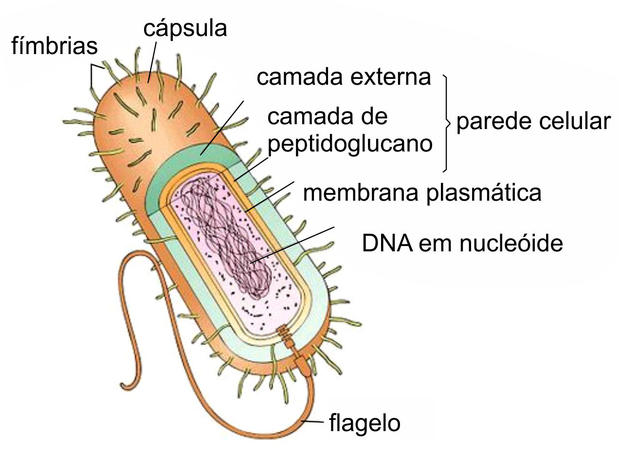 cápsula
fímbrias
camada externa
camada de
peptidoglucano
parede celular
membrana plasmática
DNA em nucleóide
flagelo